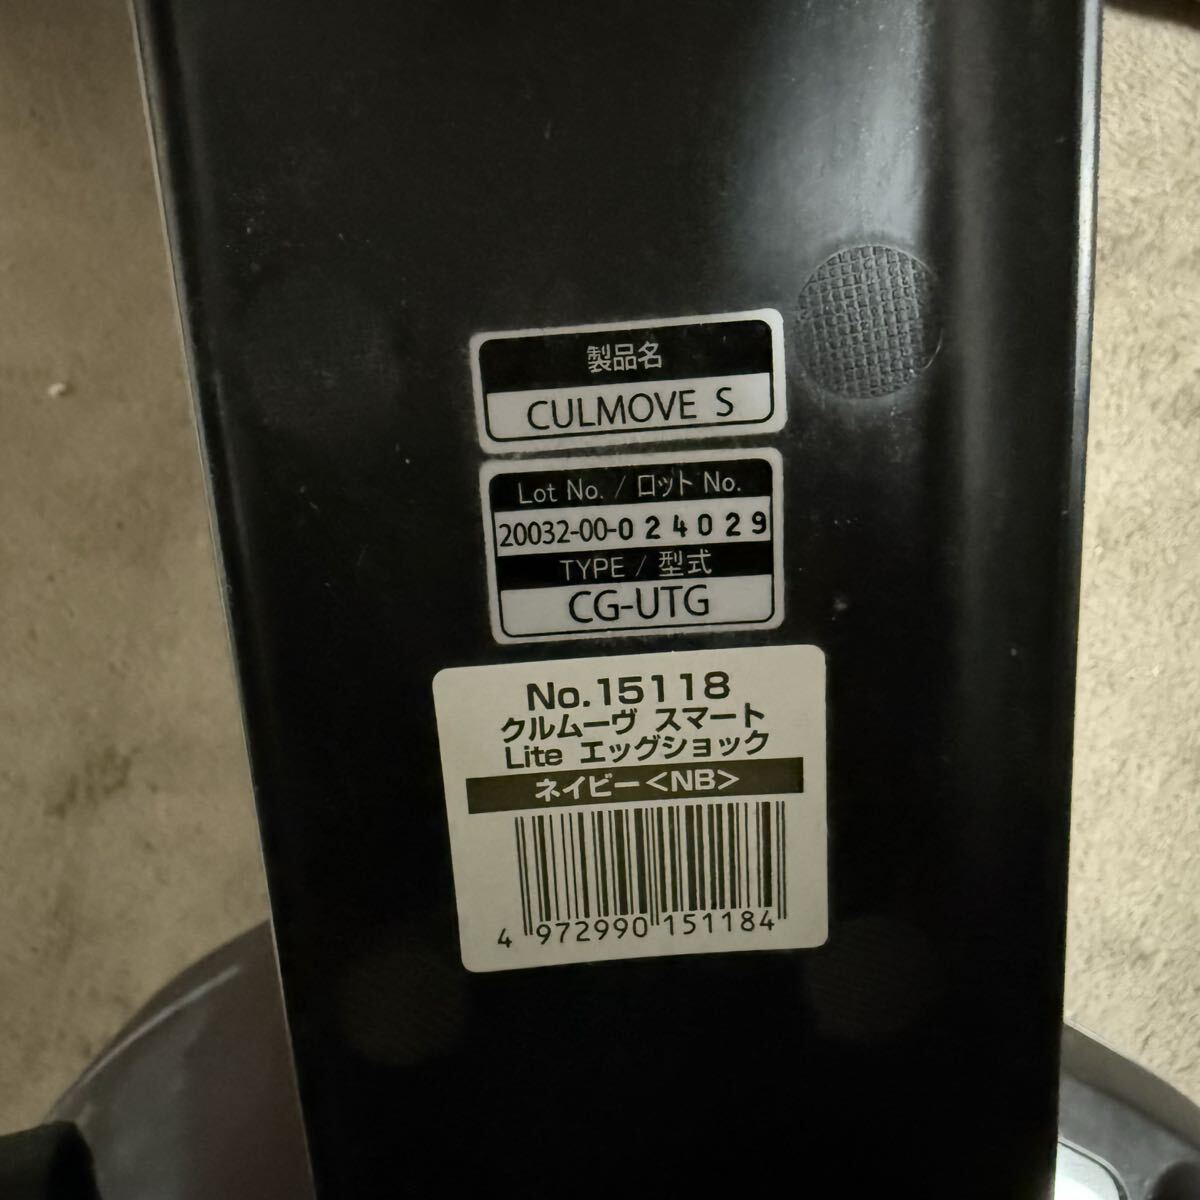 製品名
CULMOVE S
Lot No. / ロット No.
20032-00-024029
TYPE / 型式
CG-UTG
No.15118
クルムーヴ スマート
Lite エッグショック
ネイビー<NB>
4 972990 151184